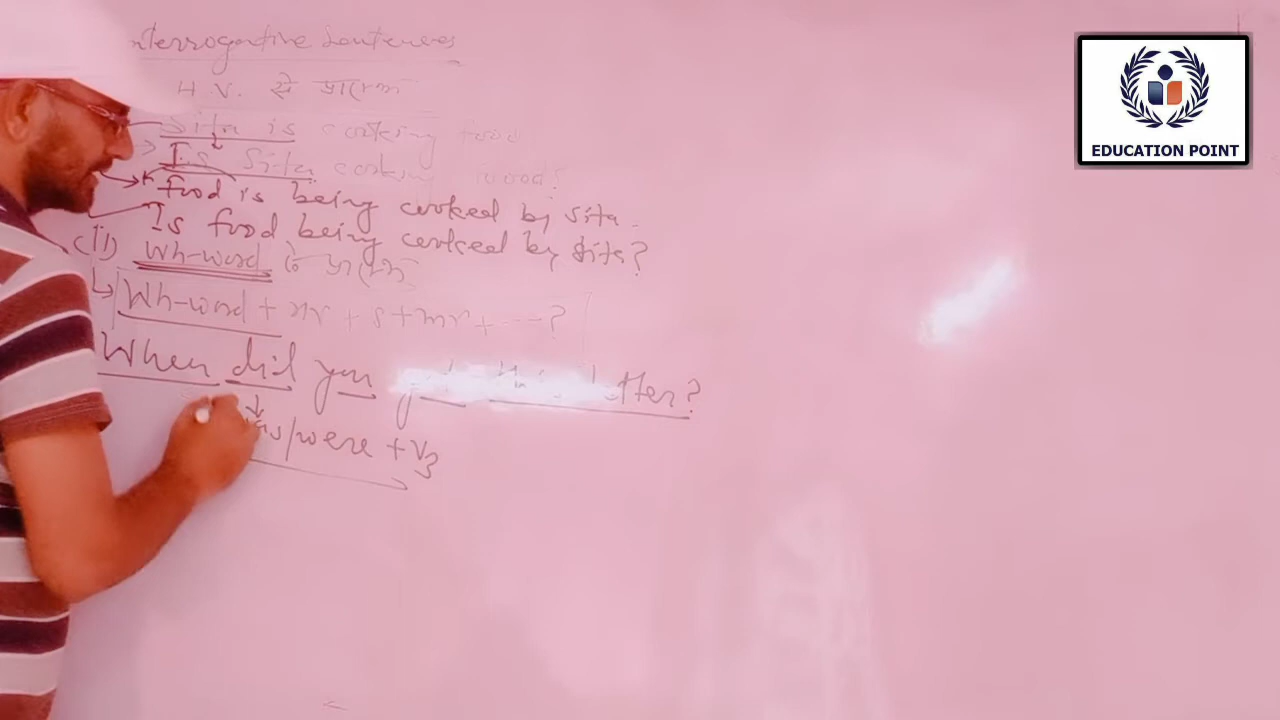 Interrogative Sentences
H.V. से प्रारम्भ
Sita is cooking food
Is Sita cooking food?
Food is being cooked by Sita.
Is food being cooked by Sita?
(II) Wh-word से प्रारम्भ
Wh-word + HV + S + MV + --- ?
When did you letter?
was/were + V3
EDUCATION POINT